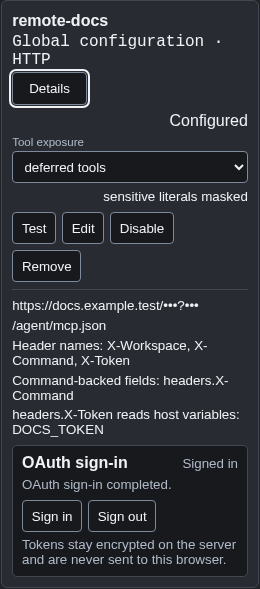 remote-docs
Global configuration ·
HTTP
Details
Configured
Tool exposure
deferred tools
sensitive literals masked
Test Edit Disable
Remove
https://docs.example.test/•••?•••
/agent/mcp.json
Header names: X-Workspace, X-
Command, X-Token
Command-backed fields: headers.X-
Command
headers.X-Token reads host variables:
DOCS_TOKEN
OAuth sign-in Signed in
OAuth sign-in completed.
Sign in Sign out
Tokens stay encrypted on the server
and are never sent to this browser.